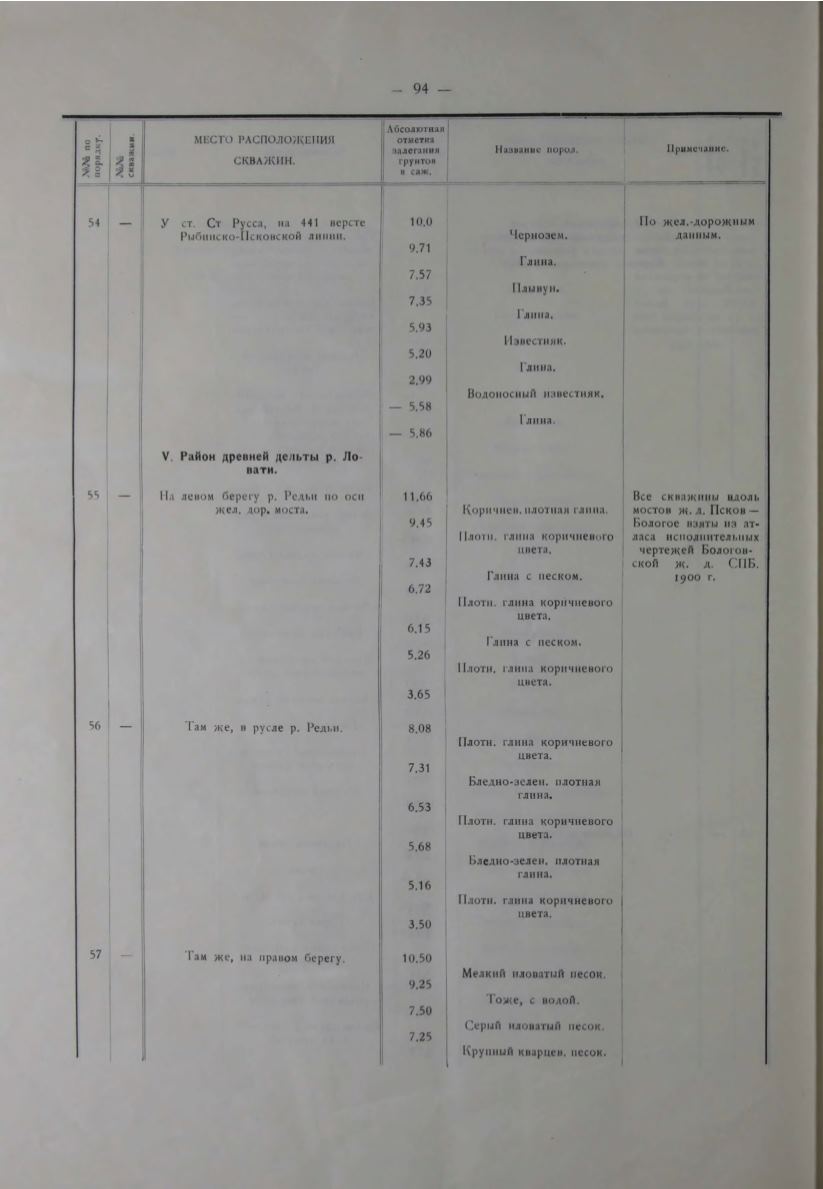 — 94 —
№№ по порядку.
№№ скважин.
МЕСТО РАСПОЛОЖЕНИЯ
СКВАЖИН.
Абсолютная
отметка
залегания
грунтов
в саж.
Название пород.
Примечание.
54 — У ст. Ст Русса, на 441 версте 10,0 По жел.-дорожным
Рыбинско-Псковской линии. Чернозем. данным.
9,71
Глина.
7,57
Плывун.
7,35
Глина.
5,93
Известняк.
5,20
Глина.
2,99
Водоносный известняк.
— 5,58
Глина.
— 5,86
V. Район древней дельты р. Ло-
вати.
55 — На левом берегу р. Редьи по оси 11,66 Все скважины вдоль
жел. дор. моста. Коричнев. плотная глина. мостов ж. д. Псков —
9,45 Бологое взяты из ат-
Плотн. глина коричневого ласа исполнительных
цвета. чертежей Бологов-
7,43 ской ж. д. СПБ.
Глина с песком. 1900 г.
6,72
Плотн. глина коричневого
цвета.
6,15
Глина с песком.
5,26
Плотн. глина коричневого
цвета.
3,65
56 — Там же, в русле р. Редьи. 8,08
Плотн. глина коричневого
цвета.
7,31
Бледно-зелен. плотная
глина.
6,53
Плотн. глина коричневого
цвета.
5,68
Бледно-зелен. плотная
глина.
5,16
Плотн. глина коричневого
цвета.
3,50
57 — Там же, на правом берегу. 10,50
Мелкий иловатый песок.
9,25
Тоже, с водой.
7,50
Серый иловатый песок.
7,25
Крупный кварцев. песок.